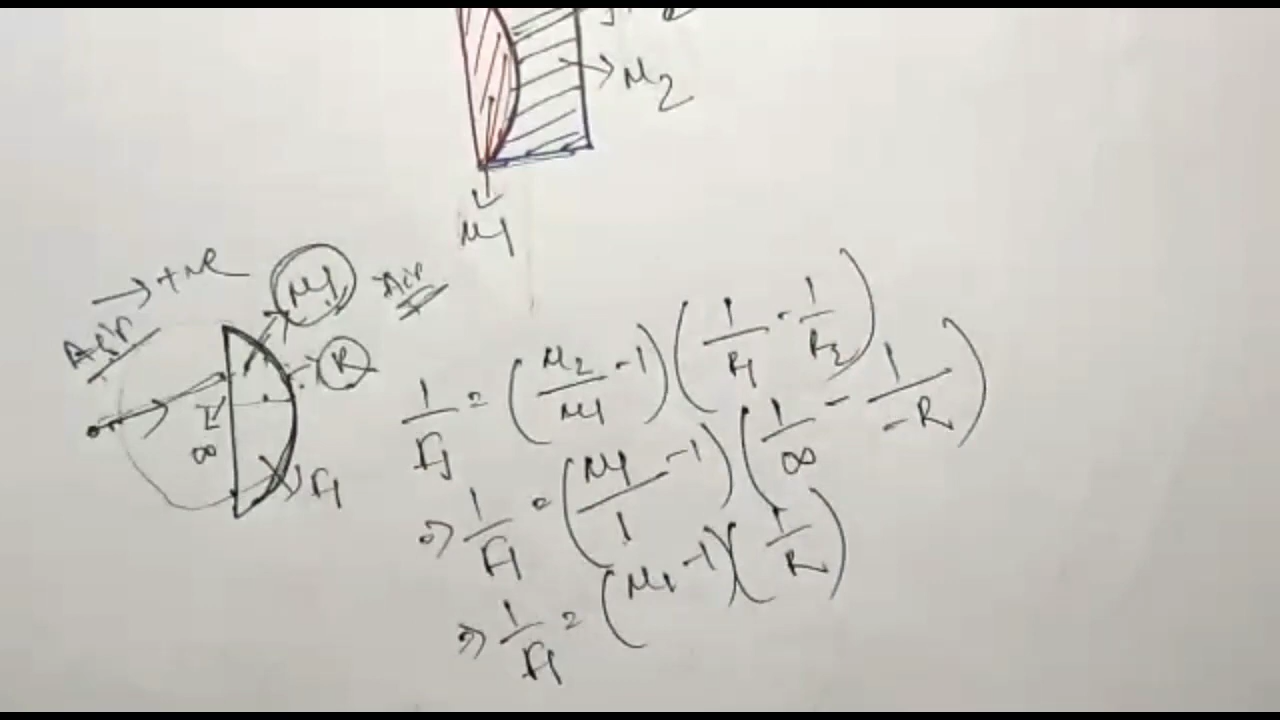 μ2
μ1
→ +ve
Air
μ1
Air
R
∞
F1
1/F1 = (μ2/μ1 - 1)(1/R1 - 1/R2)
⇒ 1/F1 = (μ1/1 - 1)(1/∞ - 1/-R)
⇒ 1/F1 = (μ1 - 1)(1/R)